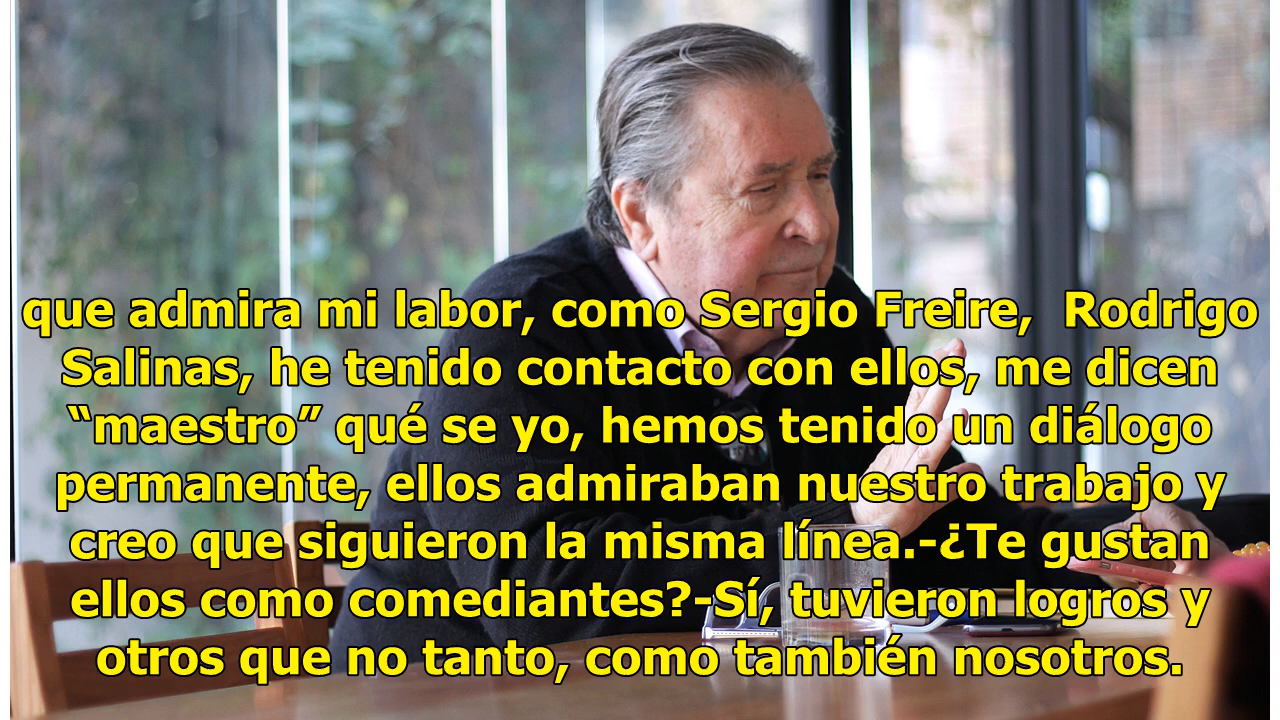 que admira mi labor, como Sergio Freire,  Rodrigo
Salinas, he tenido contacto con ellos, me dicen
“maestro” qué se yo, hemos tenido un diálogo
permanente, ellos admiraban nuestro trabajo y
creo que siguieron la misma línea.-¿Te gustan
ellos como comediantes?-Sí, tuvieron logros y
otros que no tanto, como también nosotros.